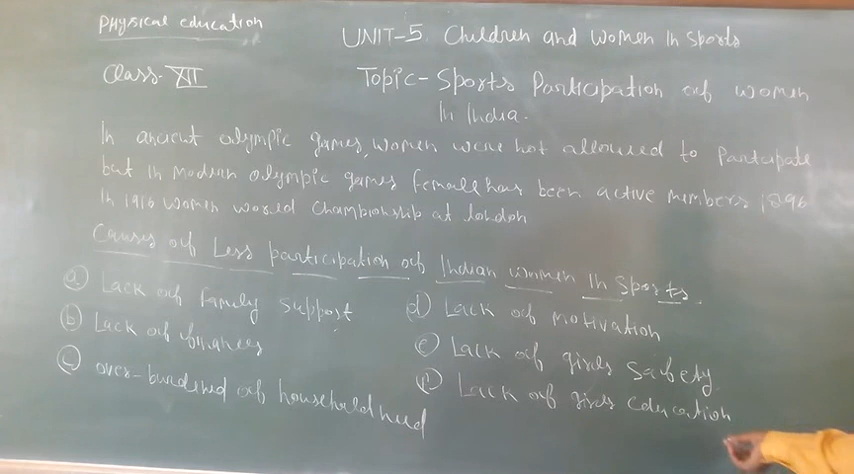 Physical education
UNIT-5. Children and Women In Sports
Class- XII
Topic- Sports Participation of women
In India.
In ancient olympic games, women were not allowed to Participate
but in modern olympic games female has been active members 1896
In 1916 women world Championship at London
Causes of Less participation of Indian women In Sports.
a) Lack of family support
b) Lack of finances
c) over-burdened of household
d) Lack of motivation
e) Lack of girls safety
f) Lack of girls education